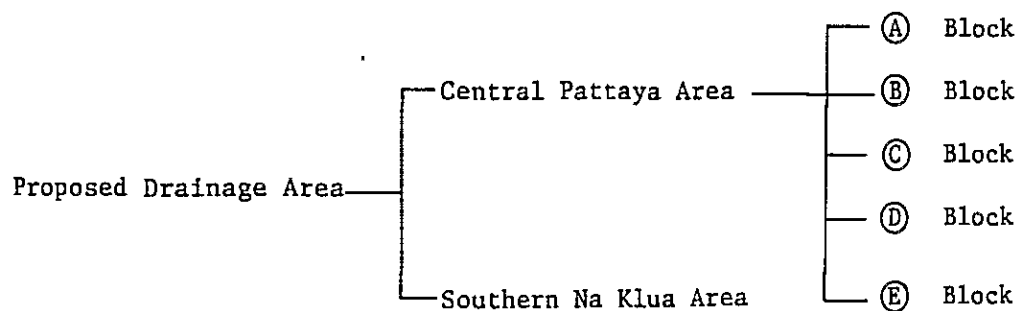 Ⓐ Block
Central Pattaya Area Ⓑ Block
Ⓒ Block
Proposed Drainage Area
Ⓓ Block
Southern Na Klua Area Ⓔ Block